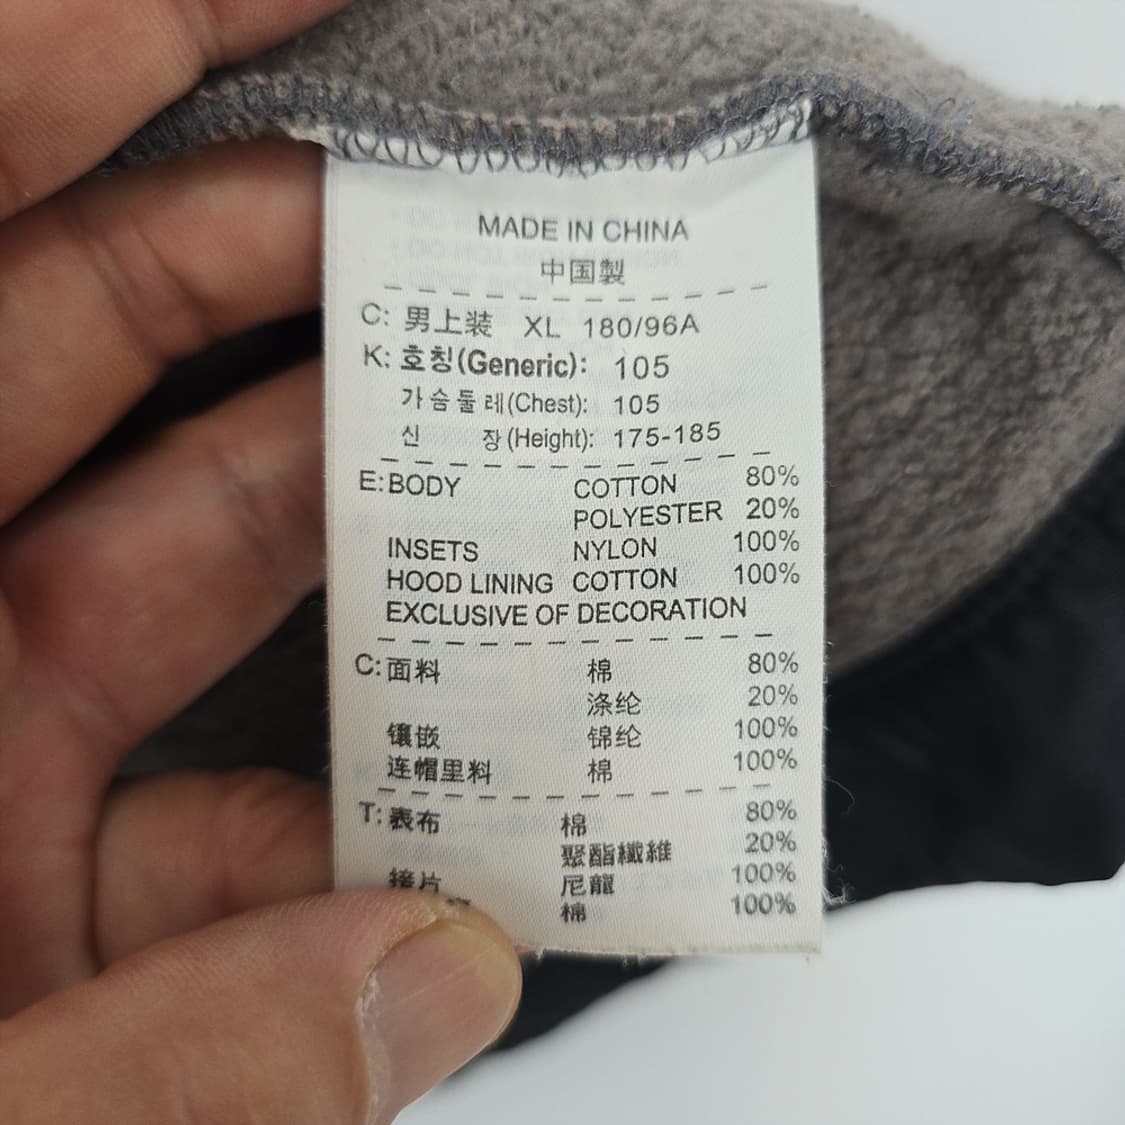 MADE IN CHINA
中国製
C: 男上装 XL 180/96A
K: 호칭(Generic): 105
가슴둘레(Chest): 105
신 장(Height): 175-185
E: BODY COTTON 80%
POLYESTER 20%
INSETS NYLON 100%
HOOD LINING COTTON 100%
EXCLUSIVE OF DECORATION
C: 面料 棉 80%
涤纶 20%
镶嵌 锦纶 100%
连帽里料 棉 100%
T: 表布 棉 80%
聚酯纖維 20%
接片 尼龍 100%
棉 100%